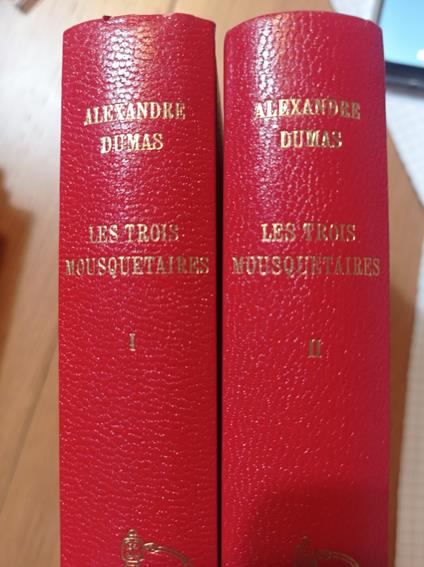 ALEXANDRE
DUMAS
LES TROIS
MOUSQUETAIRES
I
ALEXANDRE
DUMAS
LES TROIS
MOUSQUETAIRES
II